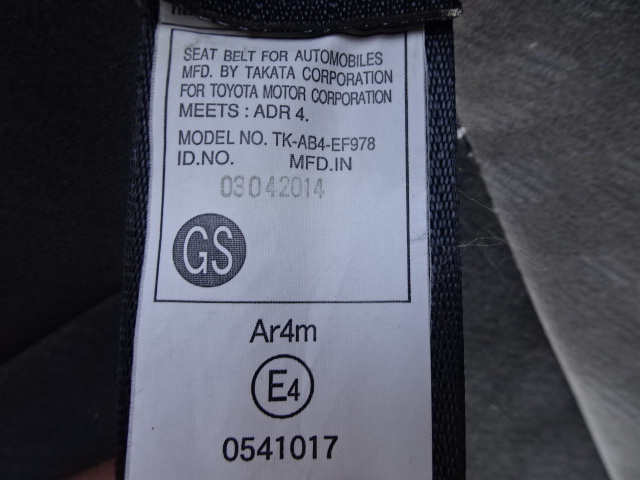 SEAT BELT FOR AUTOMOBILES
MFD. BY TAKATA CORPORATION
FOR TOYOTA MOTOR CORPORATION
MEETS : ADR 4.
MODEL NO. TK-AB4-EF978
ID.NO. MFD.IN
03042014
GS
Ar4m
E4
0541017